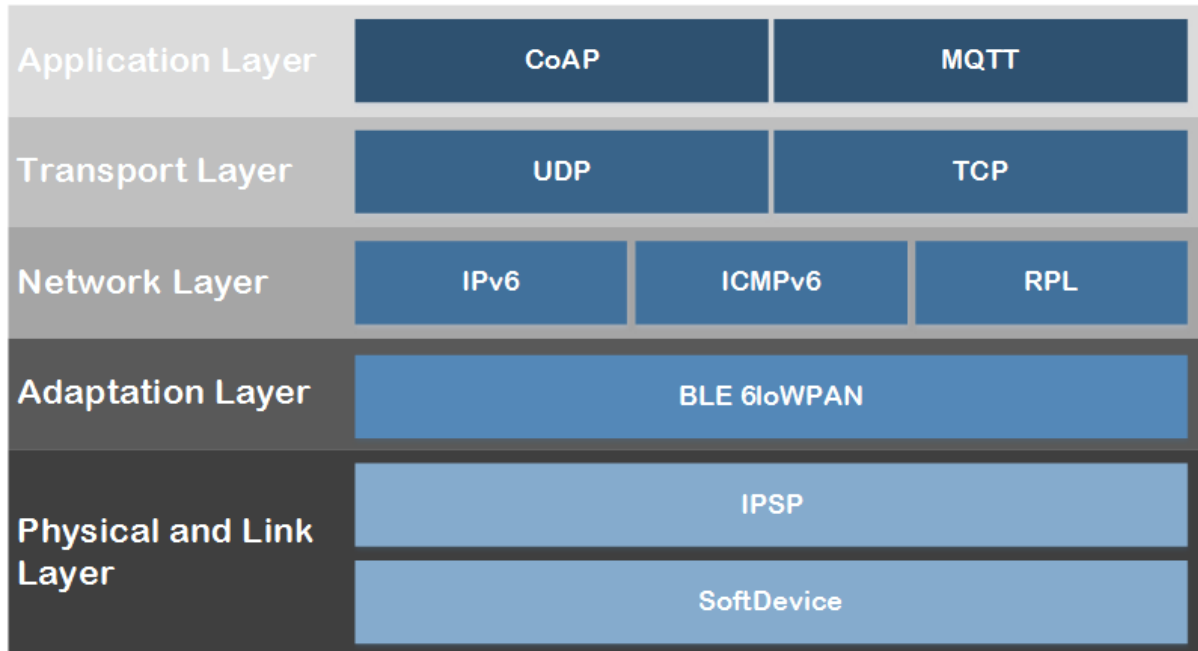 Application Layer
CoAP
MQTT
Transport Layer
UDP
TCP
Network Layer
IPv6
ICMPv6
RPL
Adaptation Layer
BLE 6loWPAN
Physical and Link
Layer
IPSP
SoftDevice